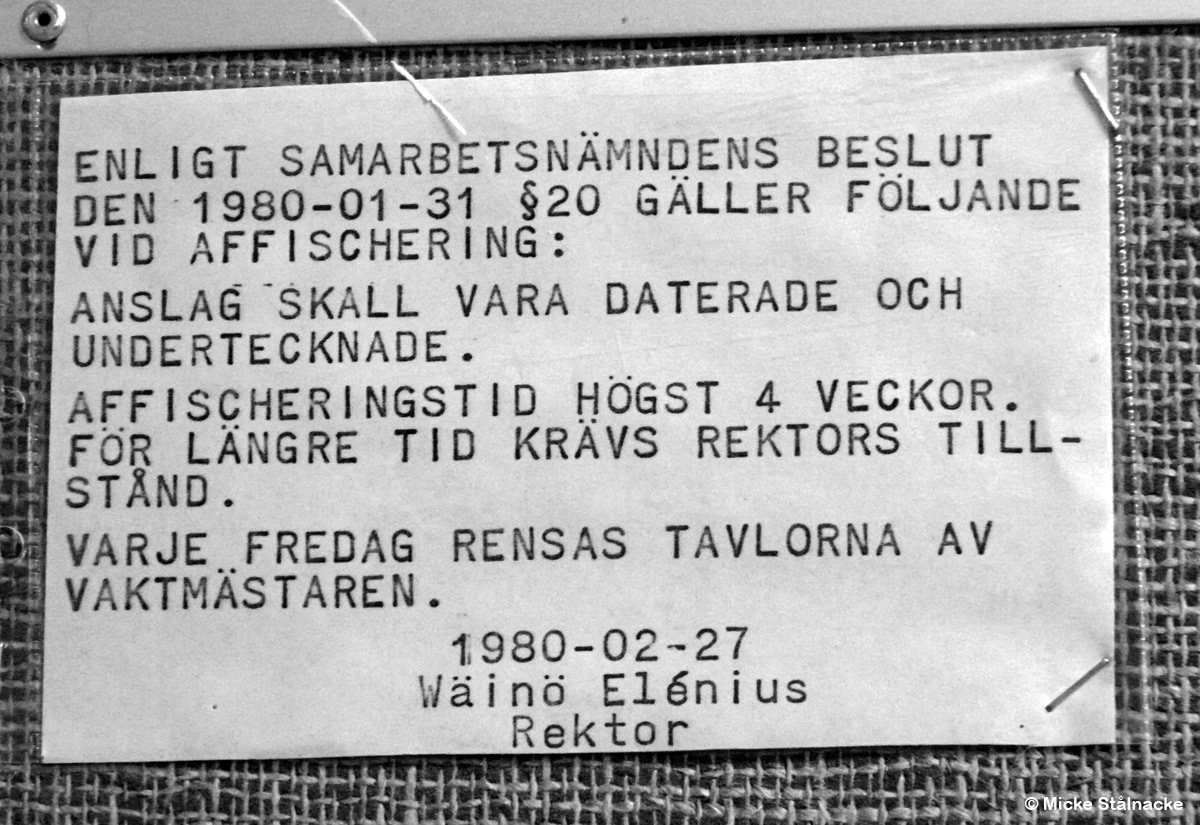 ENLIGT SAMARBETSNÄMNDENS BESLUT
DEN 1980-01-31 §20 GÄLLER FÖLJANDE
VID AFFISCHERING:
ANSLAG SKALL VARA DATERADE OCH
UNDERTECKNADE.
AFFISCHERINGSTID HÖGST 4 VECKOR.
FÖR LÄNGRE TID KRÄVS REKTORS TILL-
STÅND.
VARJE FREDAG RENSAS TAVLORNA AV
VAKTMÄSTAREN.
1980-02-27
Wäinö Elénius
Rektor
© Micke Stålnacke